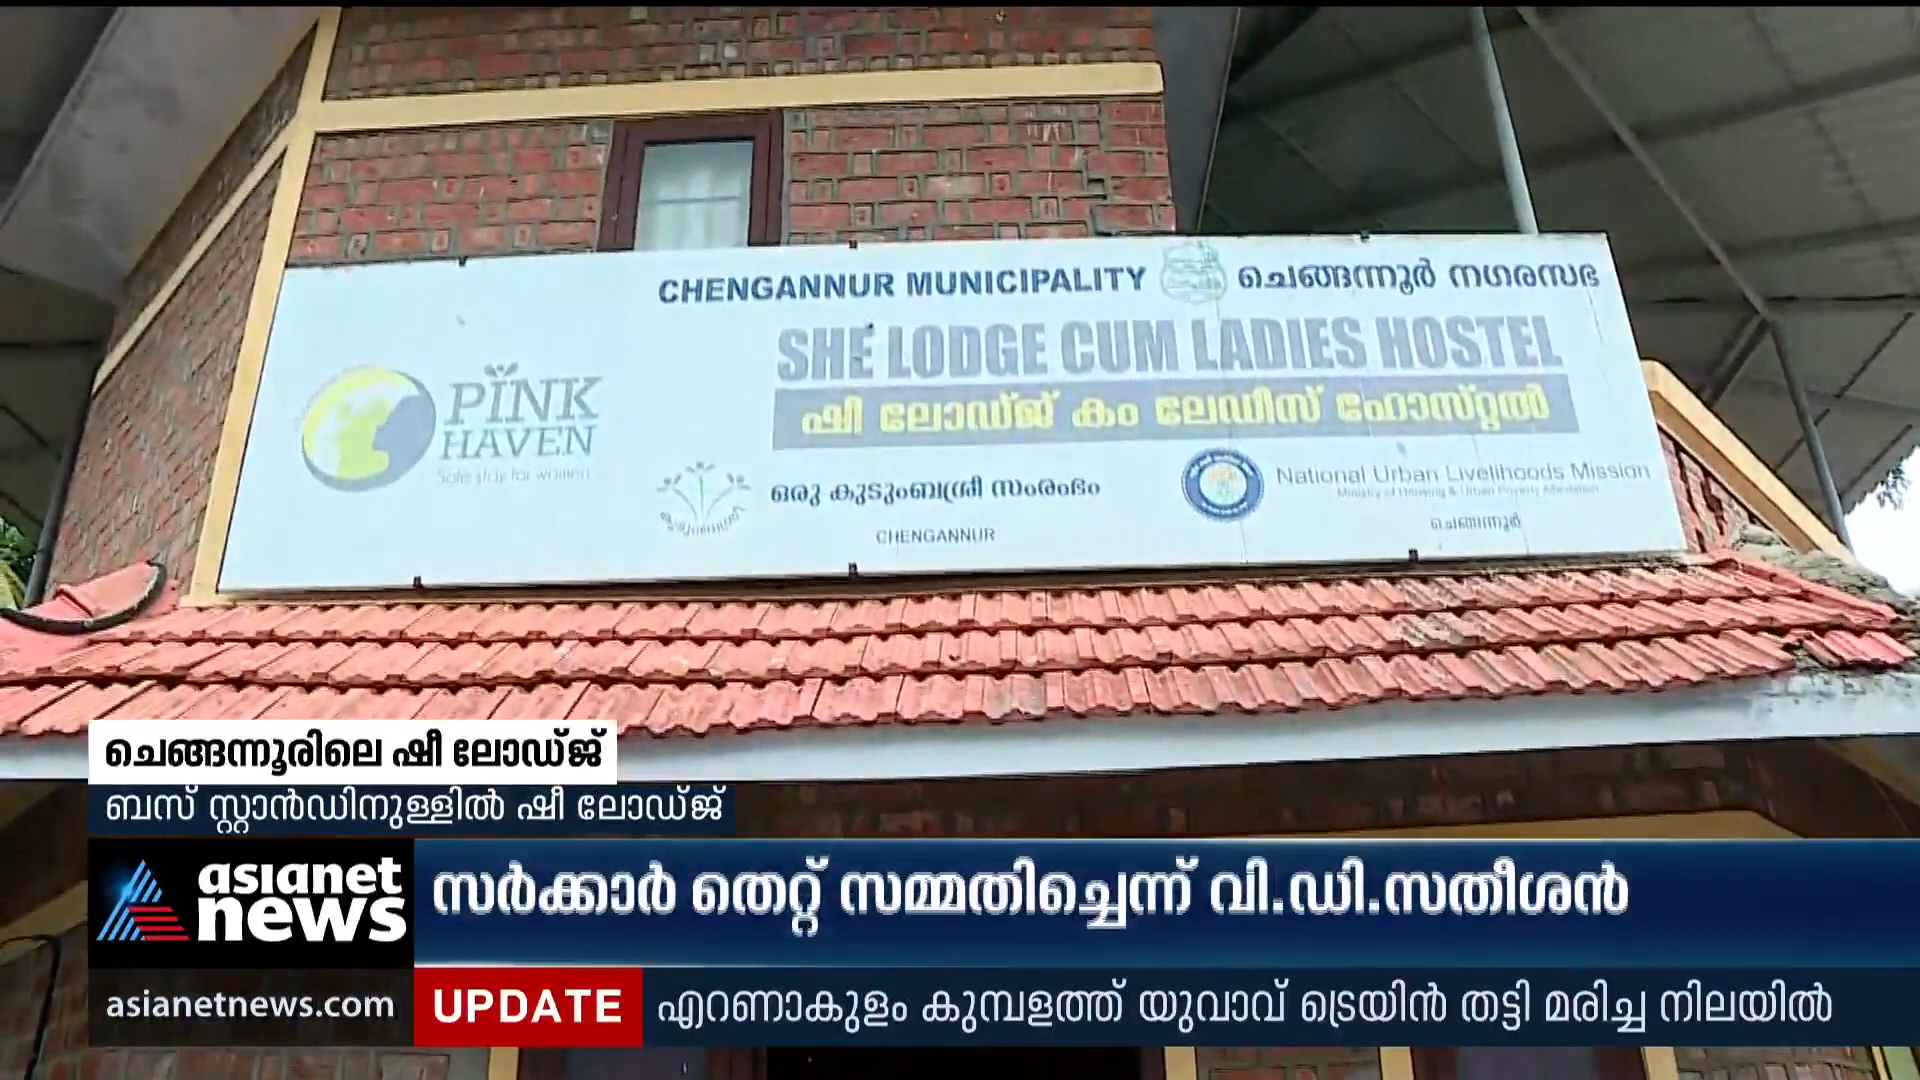 CHENGANNUR MUNICIPALITY ചെങ്ങന്നൂർ നഗരസഭ
SHE LODGE CUM LADIES HOSTEL
ഷീ ലോഡ്ജ് കം ലേഡീസ് ഹോസ്റ്റൽ
PINK
HAVEN
Safe stay for women
ഒരു കുടുംബശ്രീ സംരംഭം
CHENGANNUR
കുടുംബശ്രീ
National Urban Livelihoods Mission
Ministry of Housing & Urban Poverty Alleviation
ചെങ്ങന്നൂർ
ചെങ്ങന്നൂരിലെ ഷീ ലോഡ്ജ്
ബസ് സ്റ്റാൻഡിനുള്ളിൽ ഷീ ലോഡ്ജ്
asianet news
സർക്കാർ തെറ്റ് സമ്മതിച്ചെന്ന് വി.ഡി.സതീശൻ
asianetnews.com
UPDATE എറണാകുളം കുമ്പളത്ത് യുവാവ് ട്രെയിൻ തട്ടി മരിച്ച നിലയിൽ